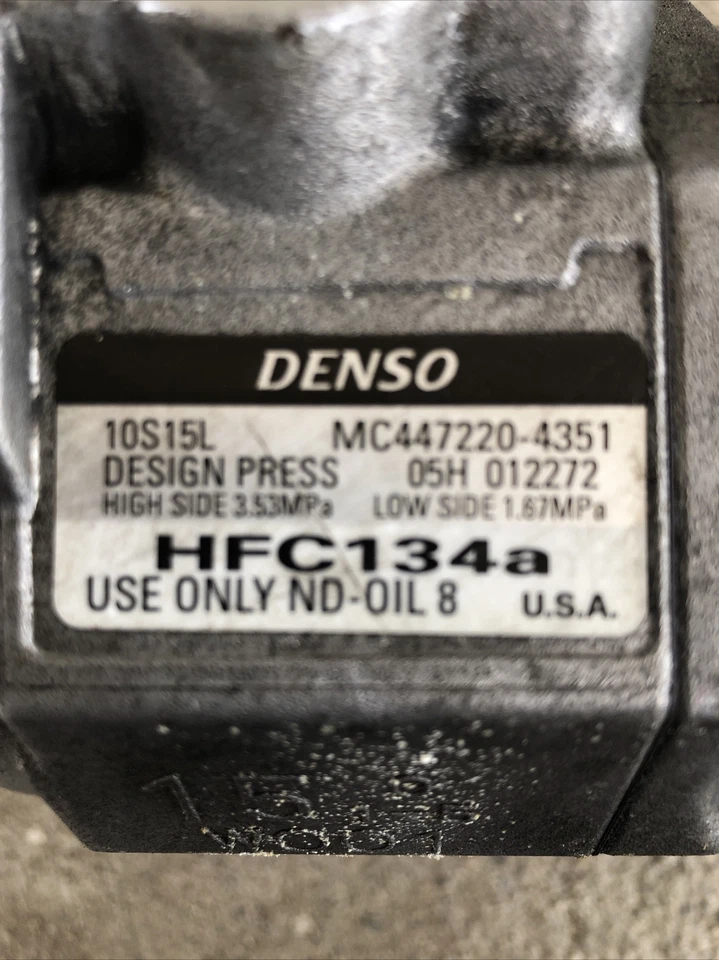 DENSO
10S15L MC447220-4351
DESIGN PRESS 05H 012272
HIGH SIDE 3.53MPa LOW SIDE 1.67MPa
HFC134a
USE ONLY ND-OIL 8 U.S.A.
15